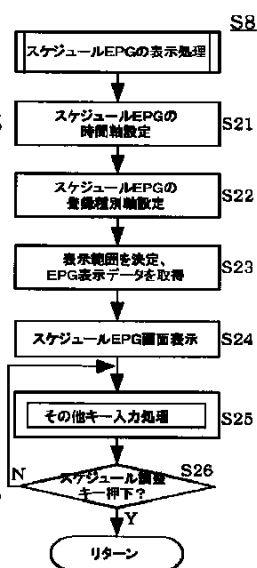 S8
スケジュールEPGの表示処理
スケジュールEPGの
時間軸設定
S21
スケジュールEPGの
登録種別軸設定
S22
表示範囲を決定、
EPG表示データを取得
S23
スケジュールEPG画面表示
S24
その他キー入力処理
S25
N
スケジュール調整
キー押下?
S26
Y
リターン